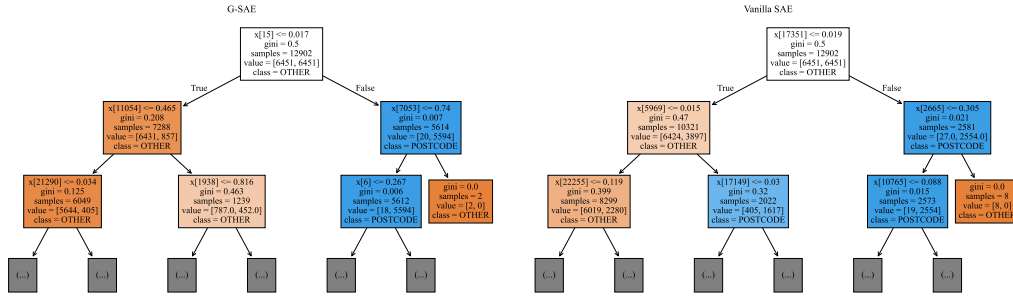 G-SAE
x[15] <= 0.017
gini = 0.5
samples = 12902
value = [6451, 6451]
class = OTHER
True
False
x[11054] <= 0.465
gini = 0.208
samples = 7288
value = [6431, 857]
class = OTHER
x[7053] <= 0.74
gini = 0.007
samples = 5614
value = [20, 5594]
class = POSTCODE
x[21290] <= 0.034
gini = 0.125
samples = 6049
value = [5644, 405]
class = OTHER
x[1938] <= 0.816
gini = 0.463
samples = 1239
value = [787.0, 452.0]
class = OTHER
x[6] <= 0.267
gini = 0.006
samples = 5612
value = [18, 5594]
class = POSTCODE
gini = 0.0
samples = 2
value = [2, 0]
class = OTHER
(...)
(...)
(...)
(...)
(...)
(...)
Vanilla SAE
x[17351] <= 0.019
gini = 0.5
samples = 12902
value = [6451, 6451]
class = OTHER
True
False
x[5969] <= 0.015
gini = 0.47
samples = 10321
value = [6424, 3897]
class = OTHER
x[2665] <= 0.305
gini = 0.021
samples = 2581
value = [27.0, 2554.0]
class = POSTCODE
x[22255] <= 0.119
gini = 0.399
samples = 8299
value = [6019, 2280]
class = OTHER
x[17149] <= 0.03
gini = 0.32
samples = 2022
value = [405, 1617]
class = POSTCODE
x[10765] <= 0.088
gini = 0.015
samples = 2573
value = [19, 2554]
class = POSTCODE
gini = 0.0
samples = 8
value = [8, 0]
class = OTHER
(...)
(...)
(...)
(...)
(...)
(...)